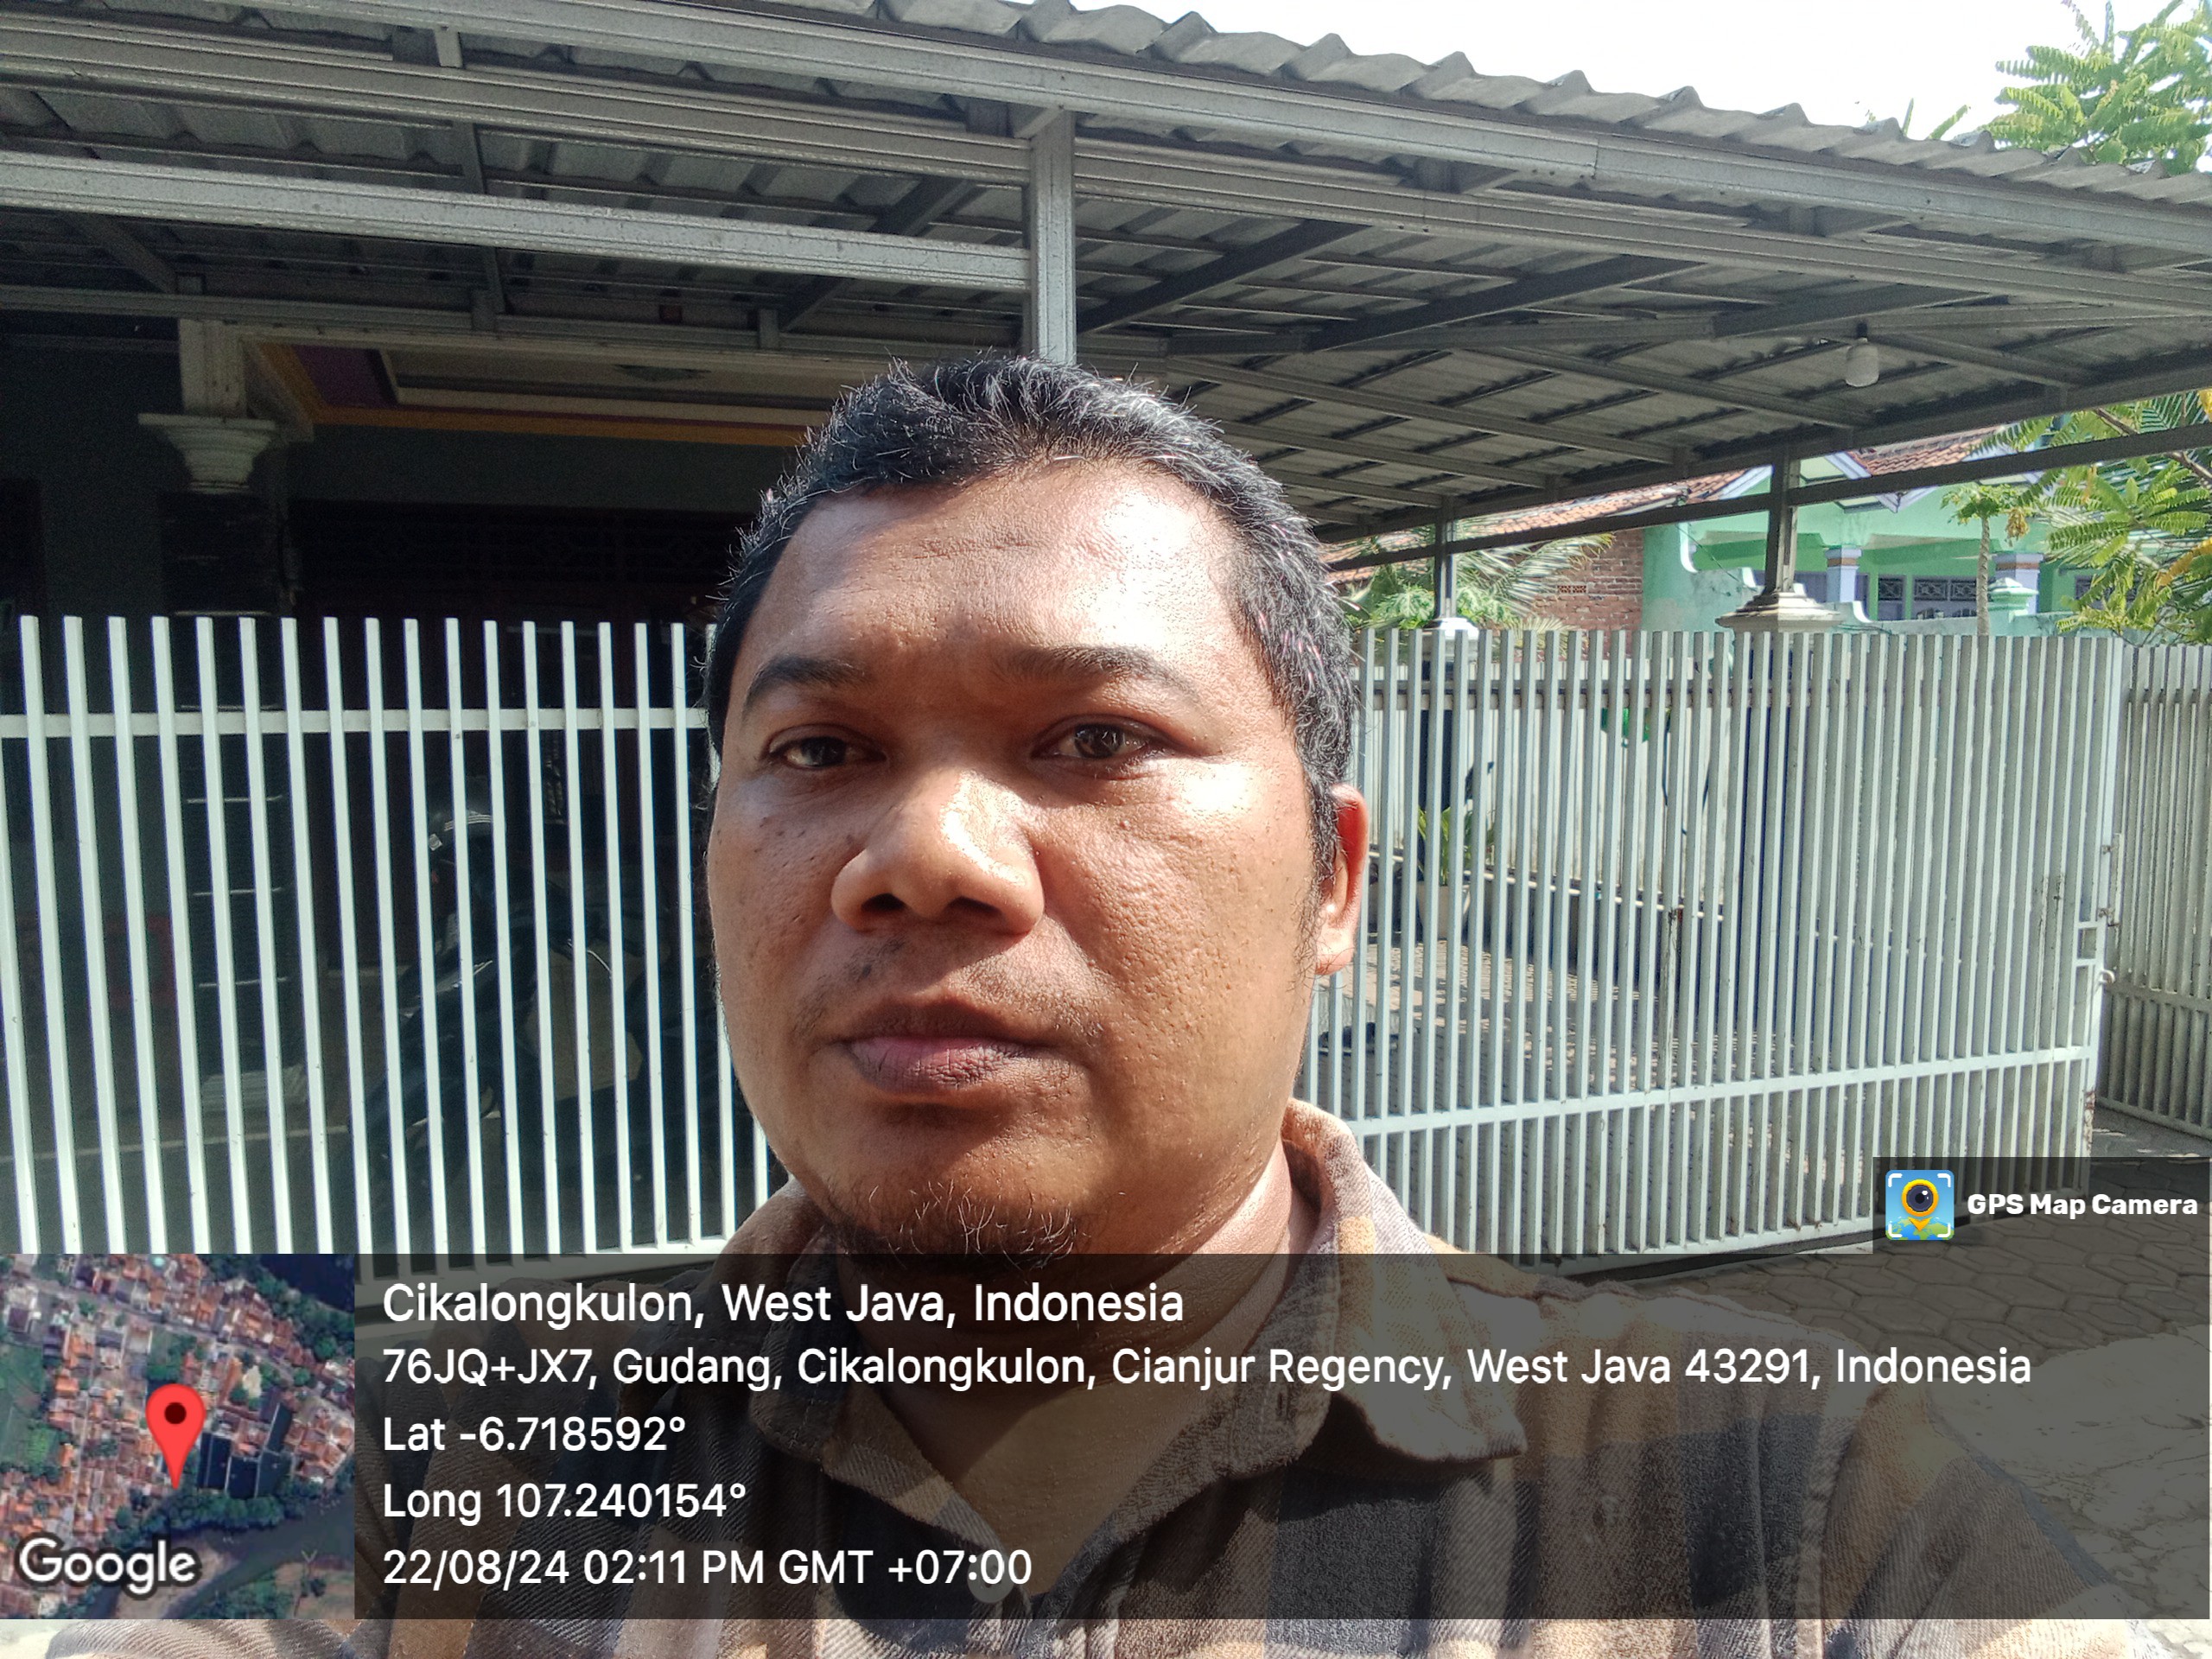 GPS Map Camera
Cikalongkulon, West Java, Indonesia
76JQ+JX7, Gudang, Cikalongkulon, Cianjur Regency, West Java 43291, Indonesia
Lat -6.718592°
Long 107.240154°
22/08/24 02:11 PM GMT +07:00
Google